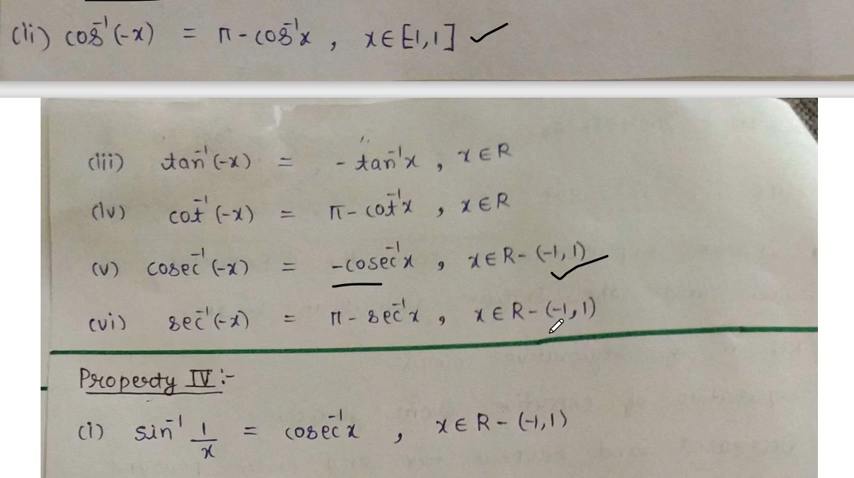 (ii) cos⁻¹(-x) = π - cos⁻¹x , x ∈ [-1,1]
(iii) tan⁻¹(-x) = - tan⁻¹x , x ∈ R
(iv) cot⁻¹(-x) = π - cot⁻¹x , x ∈ R
(v) cosec⁻¹(-x) = -cosec⁻¹x , x ∈ R - (-1, 1)
(vi) sec⁻¹(-x) = π - sec⁻¹x , x ∈ R - (-1, 1)
Property IV :-
(i) sin⁻¹ 1/x = cosec⁻¹x , x ∈ R - (-1, 1)